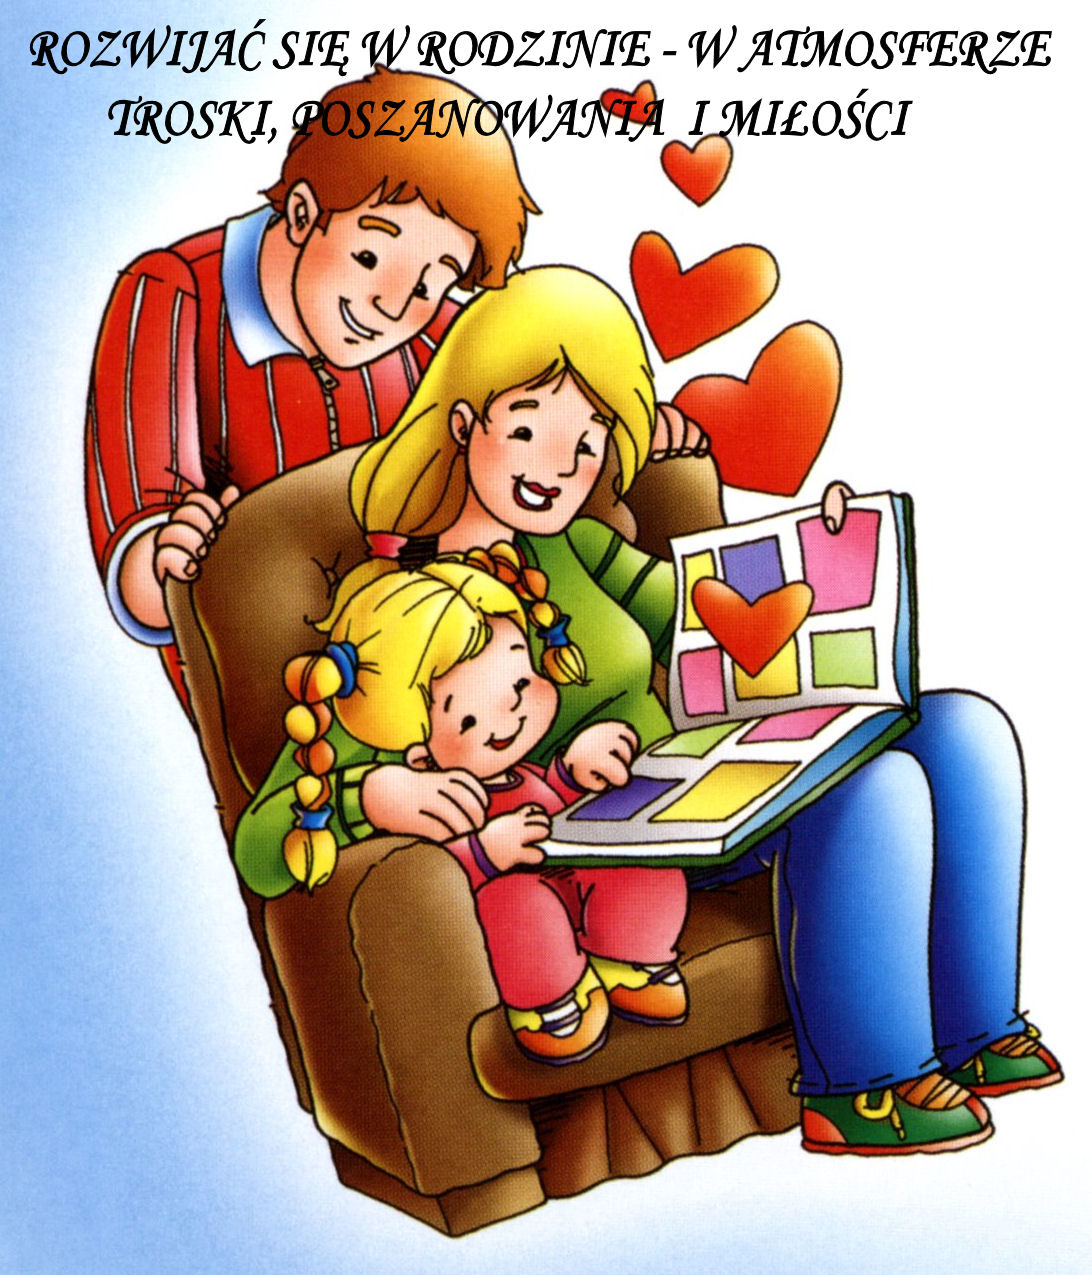 ROZWIJAĆ SIĘ W RODZINIE - W ATMOSFERZE
TROSKI, POSZANOWANIA I MIŁOŚCI